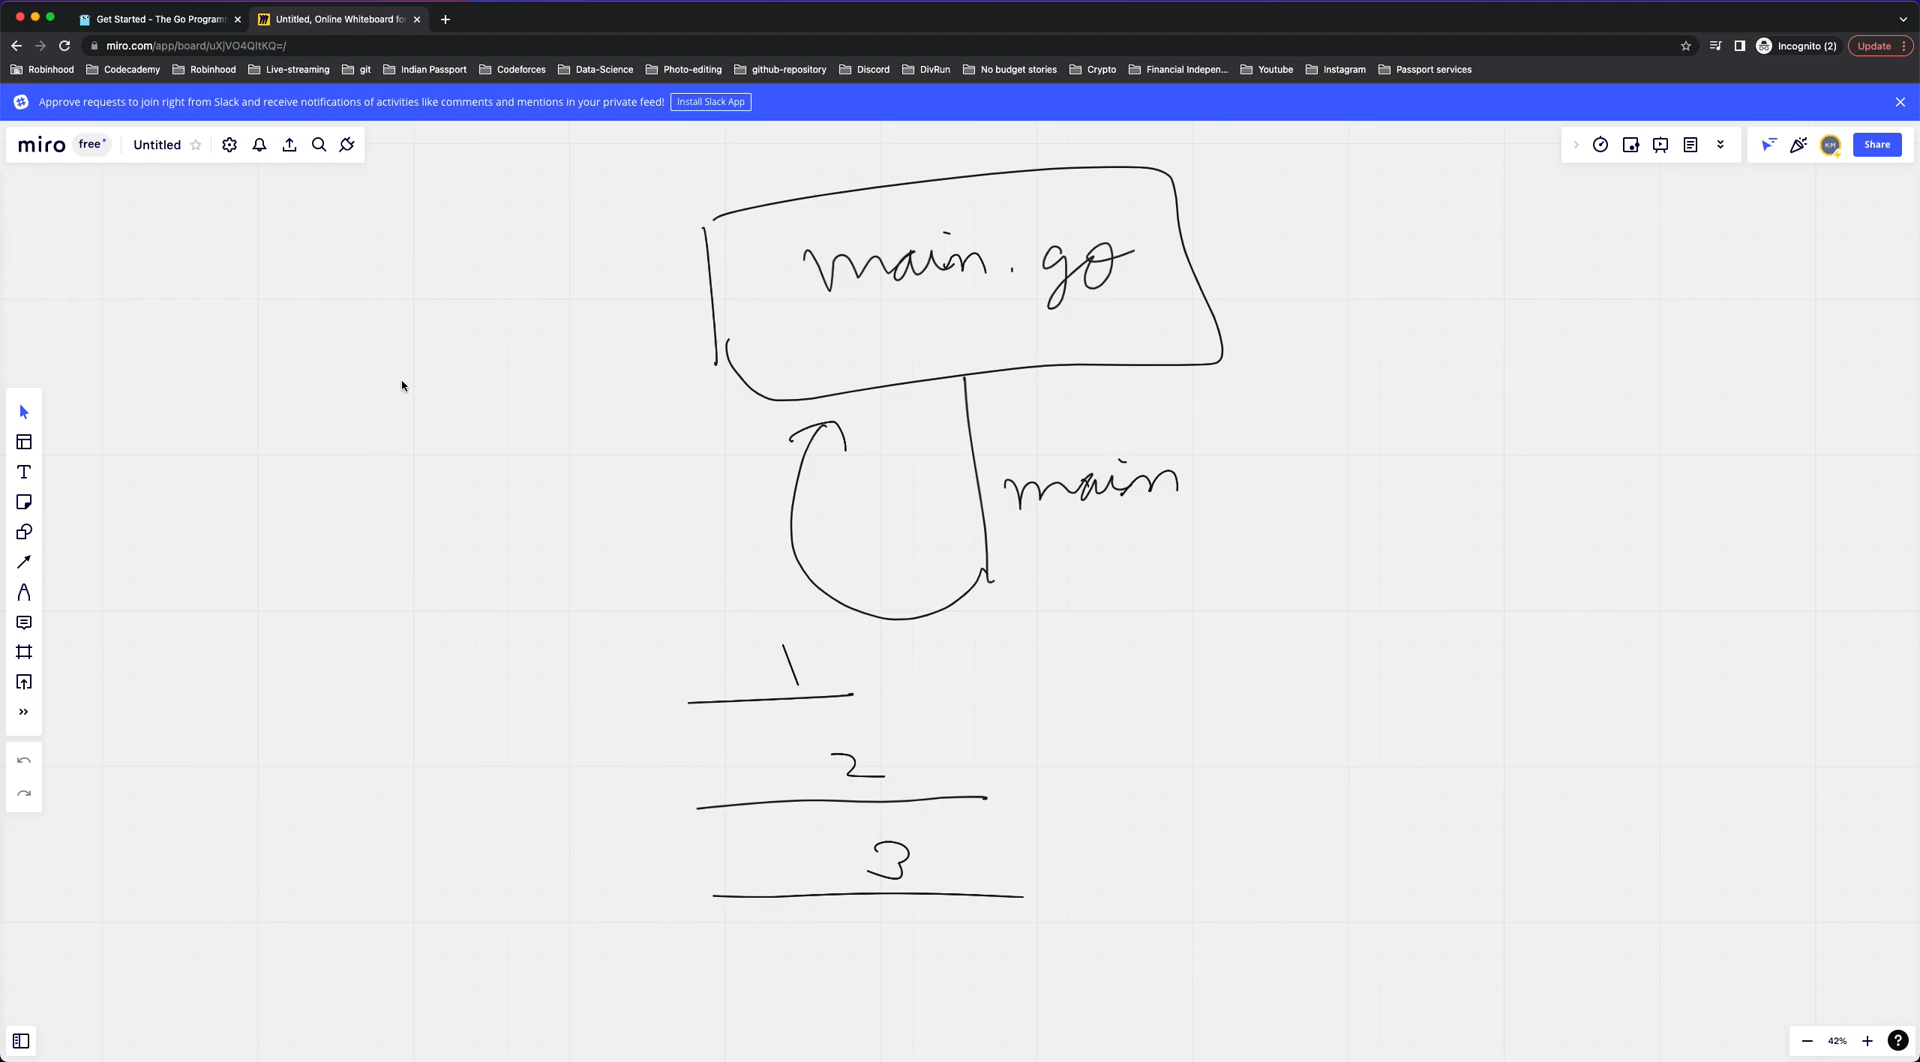 Get Started - The Go Program
Untitled, Online Whiteboard for
miro.com/app/board/uXjVO4QltKQ=/
Incognito (2)
Update
Robinhood
Codecademy
Robinhood
Live-streaming
git
Indian Passport
Codeforces
Data-Science
Photo-editing
github-repository
Discord
DivRun
No budget stories
Crypto
Financial Indepen...
Youtube
Instagram
Passport services
Approve requests to join right from Slack and receive notifications of activities like comments and mentions in your private feed!
Install Slack App
miro
free
Untitled
KM
Share
main.go
main
1
2
3
42%